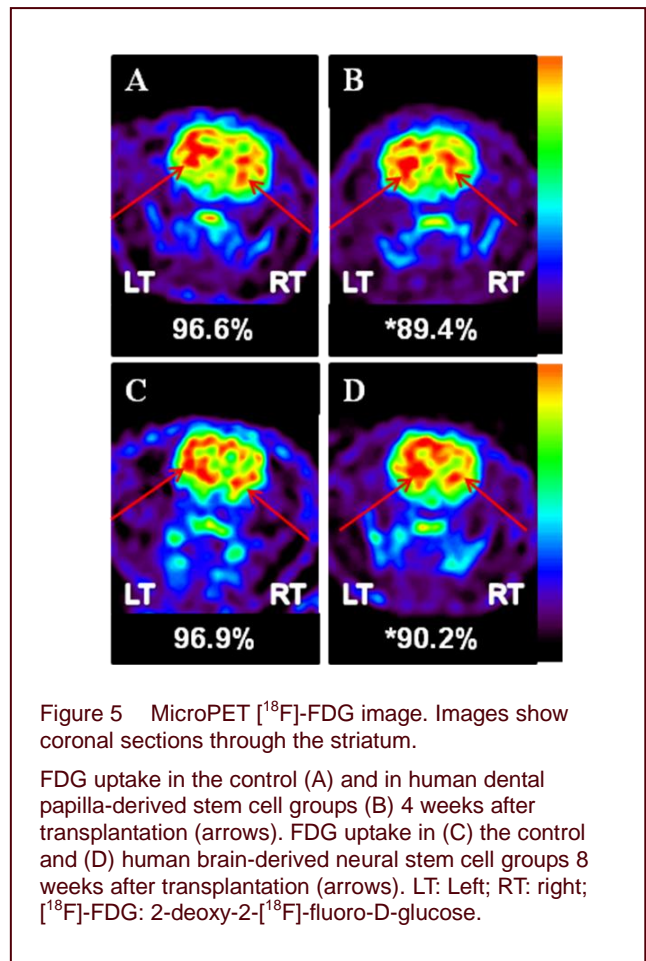 A B
LT RT LT RT
96.6% *89.4%
C D
LT RT LT RT
96.9% *90.2%
Figure 5 MicroPET [18F]-FDG image. Images show
coronal sections through the striatum.
FDG uptake in the control (A) and in human dental
papilla-derived stem cell groups (B) 4 weeks after
transplantation (arrows). FDG uptake in (C) the control
and (D) human brain-derived neural stem cell groups 8
weeks after transplantation (arrows). LT: Left; RT: right;
[18F]-FDG: 2-deoxy-2-[18F]-fluoro-D-glucose.